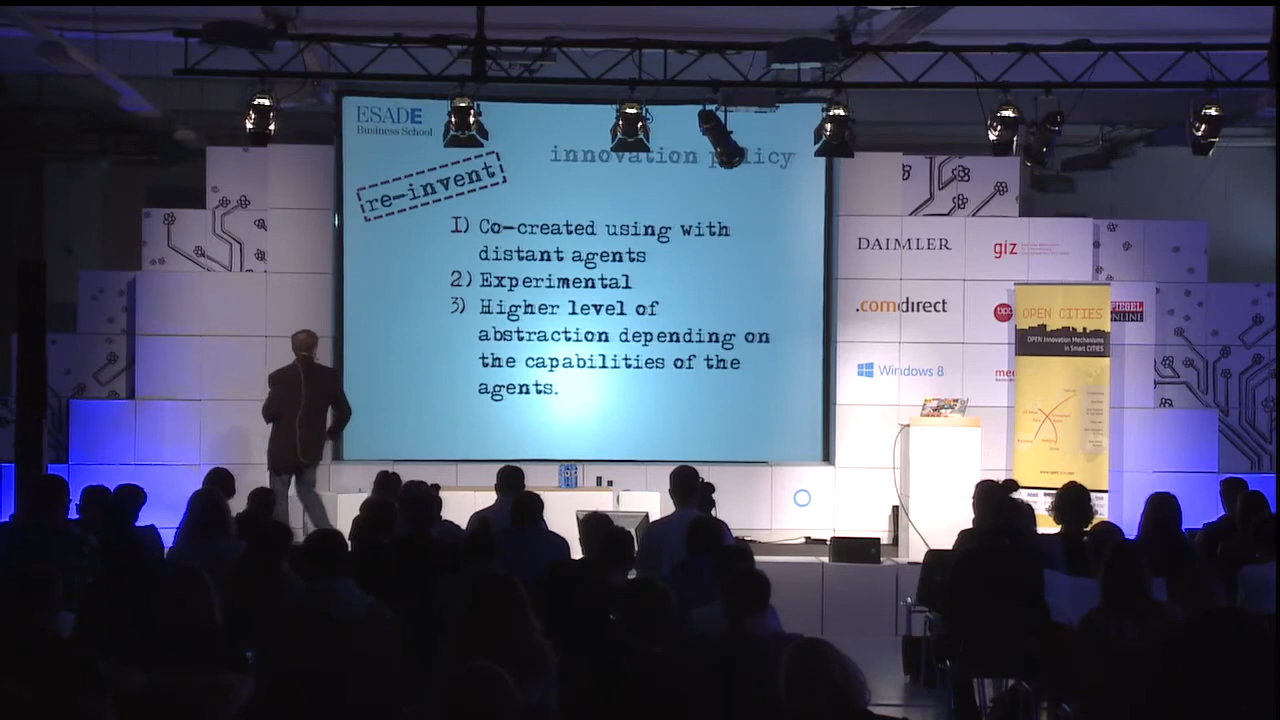 ESADE
Business School
innovation policy
re-invent
1) Co-created using with
distant agents
2) Experimental
3) Higher level of
abstraction depending on
the capabilities of the
agents.
DAIMLER
giz
.comdirect
SPIEGEL
ONLINE
Windows 8
OPEN CITIES
OPEN Innovation Mechanisms
in Smart CITIES